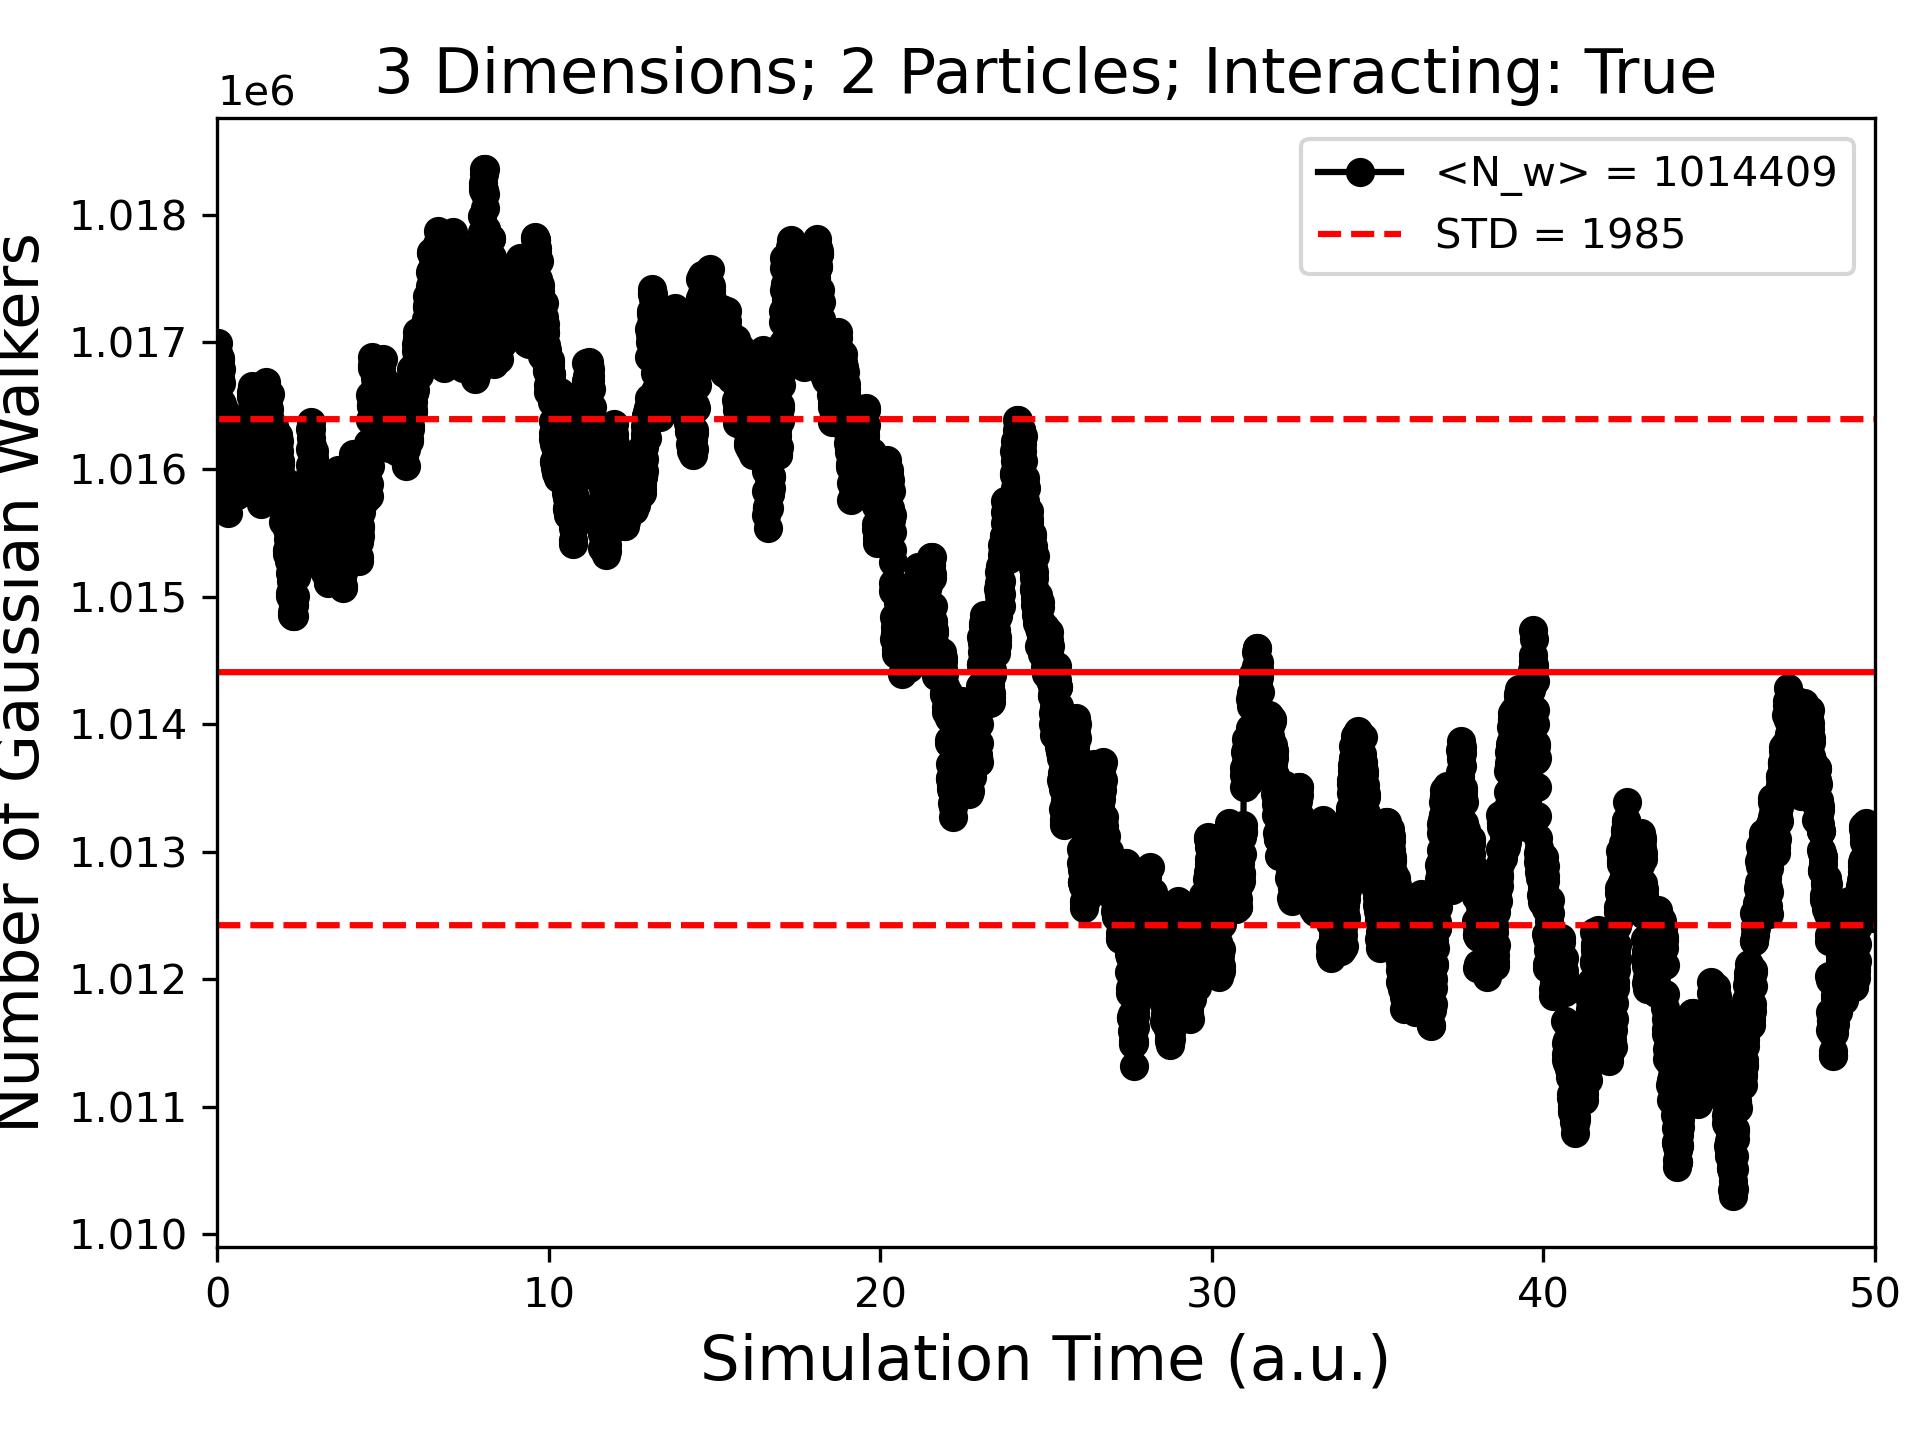 3 Dimensions; 2 Particles; Interacting: True
1e6
<N_w> = 1014409
STD = 1985
Number of Gaussian Walkers
1.018
1.017
1.016
1.015
1.014
1.013
1.012
1.011
1.010
0 10 20 30 40 50
Simulation Time (a.u.)